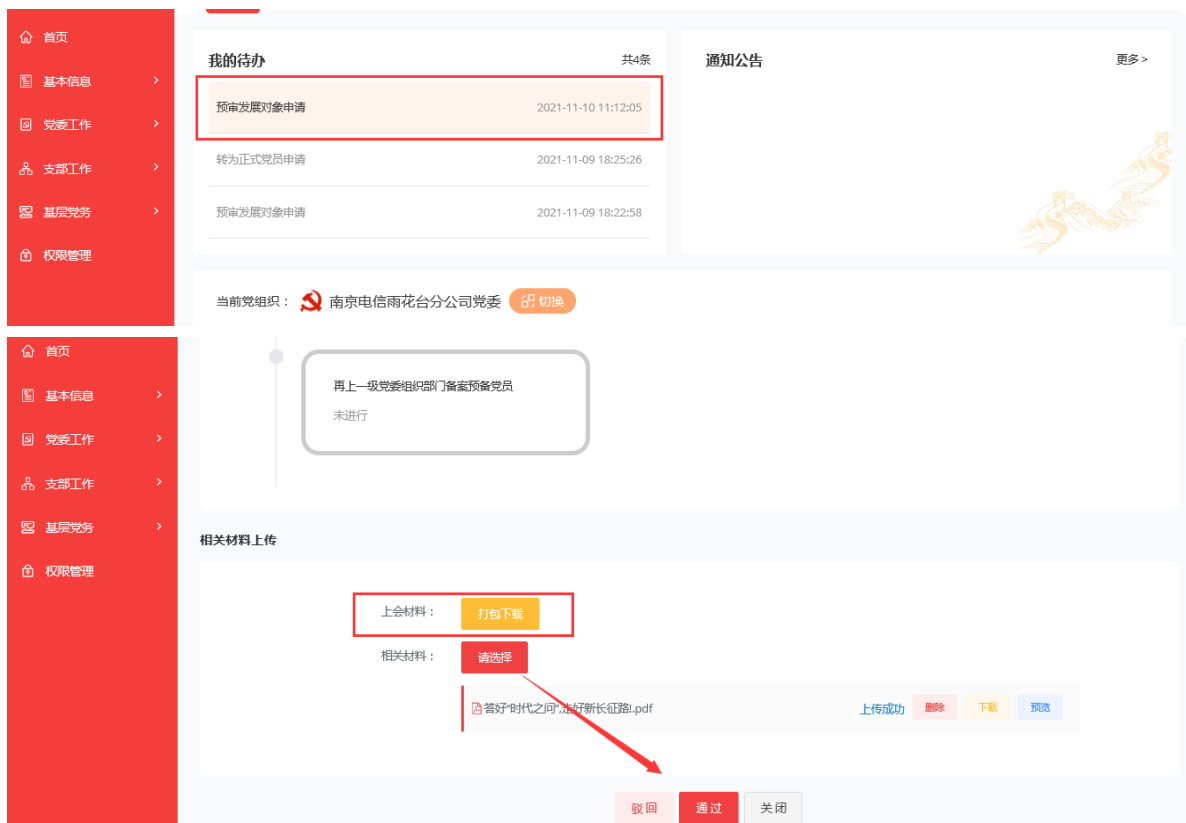 首页
基本信息
党委工作
支部工作
基层党务
权限管理
我的待办
共4条
预审发展对象申请
2021-11-10 11:12:05
转为正式党员申请
2021-11-09 18:25:26
预审发展对象申请
2021-11-09 18:22:58
通知公告
更多 >
当前党组织：
南京电信雨花台分公司党委
切换
首页
基本信息
党委工作
支部工作
基层党务
权限管理
再上一级党委组织部门备案预备党员
未进行
相关材料上传
上会材料：
打包下载
相关材料：
请选择
答好“时代之问”,走好新长征路!.pdf
上传成功
删除
下载
预览
驳回
通过
关闭